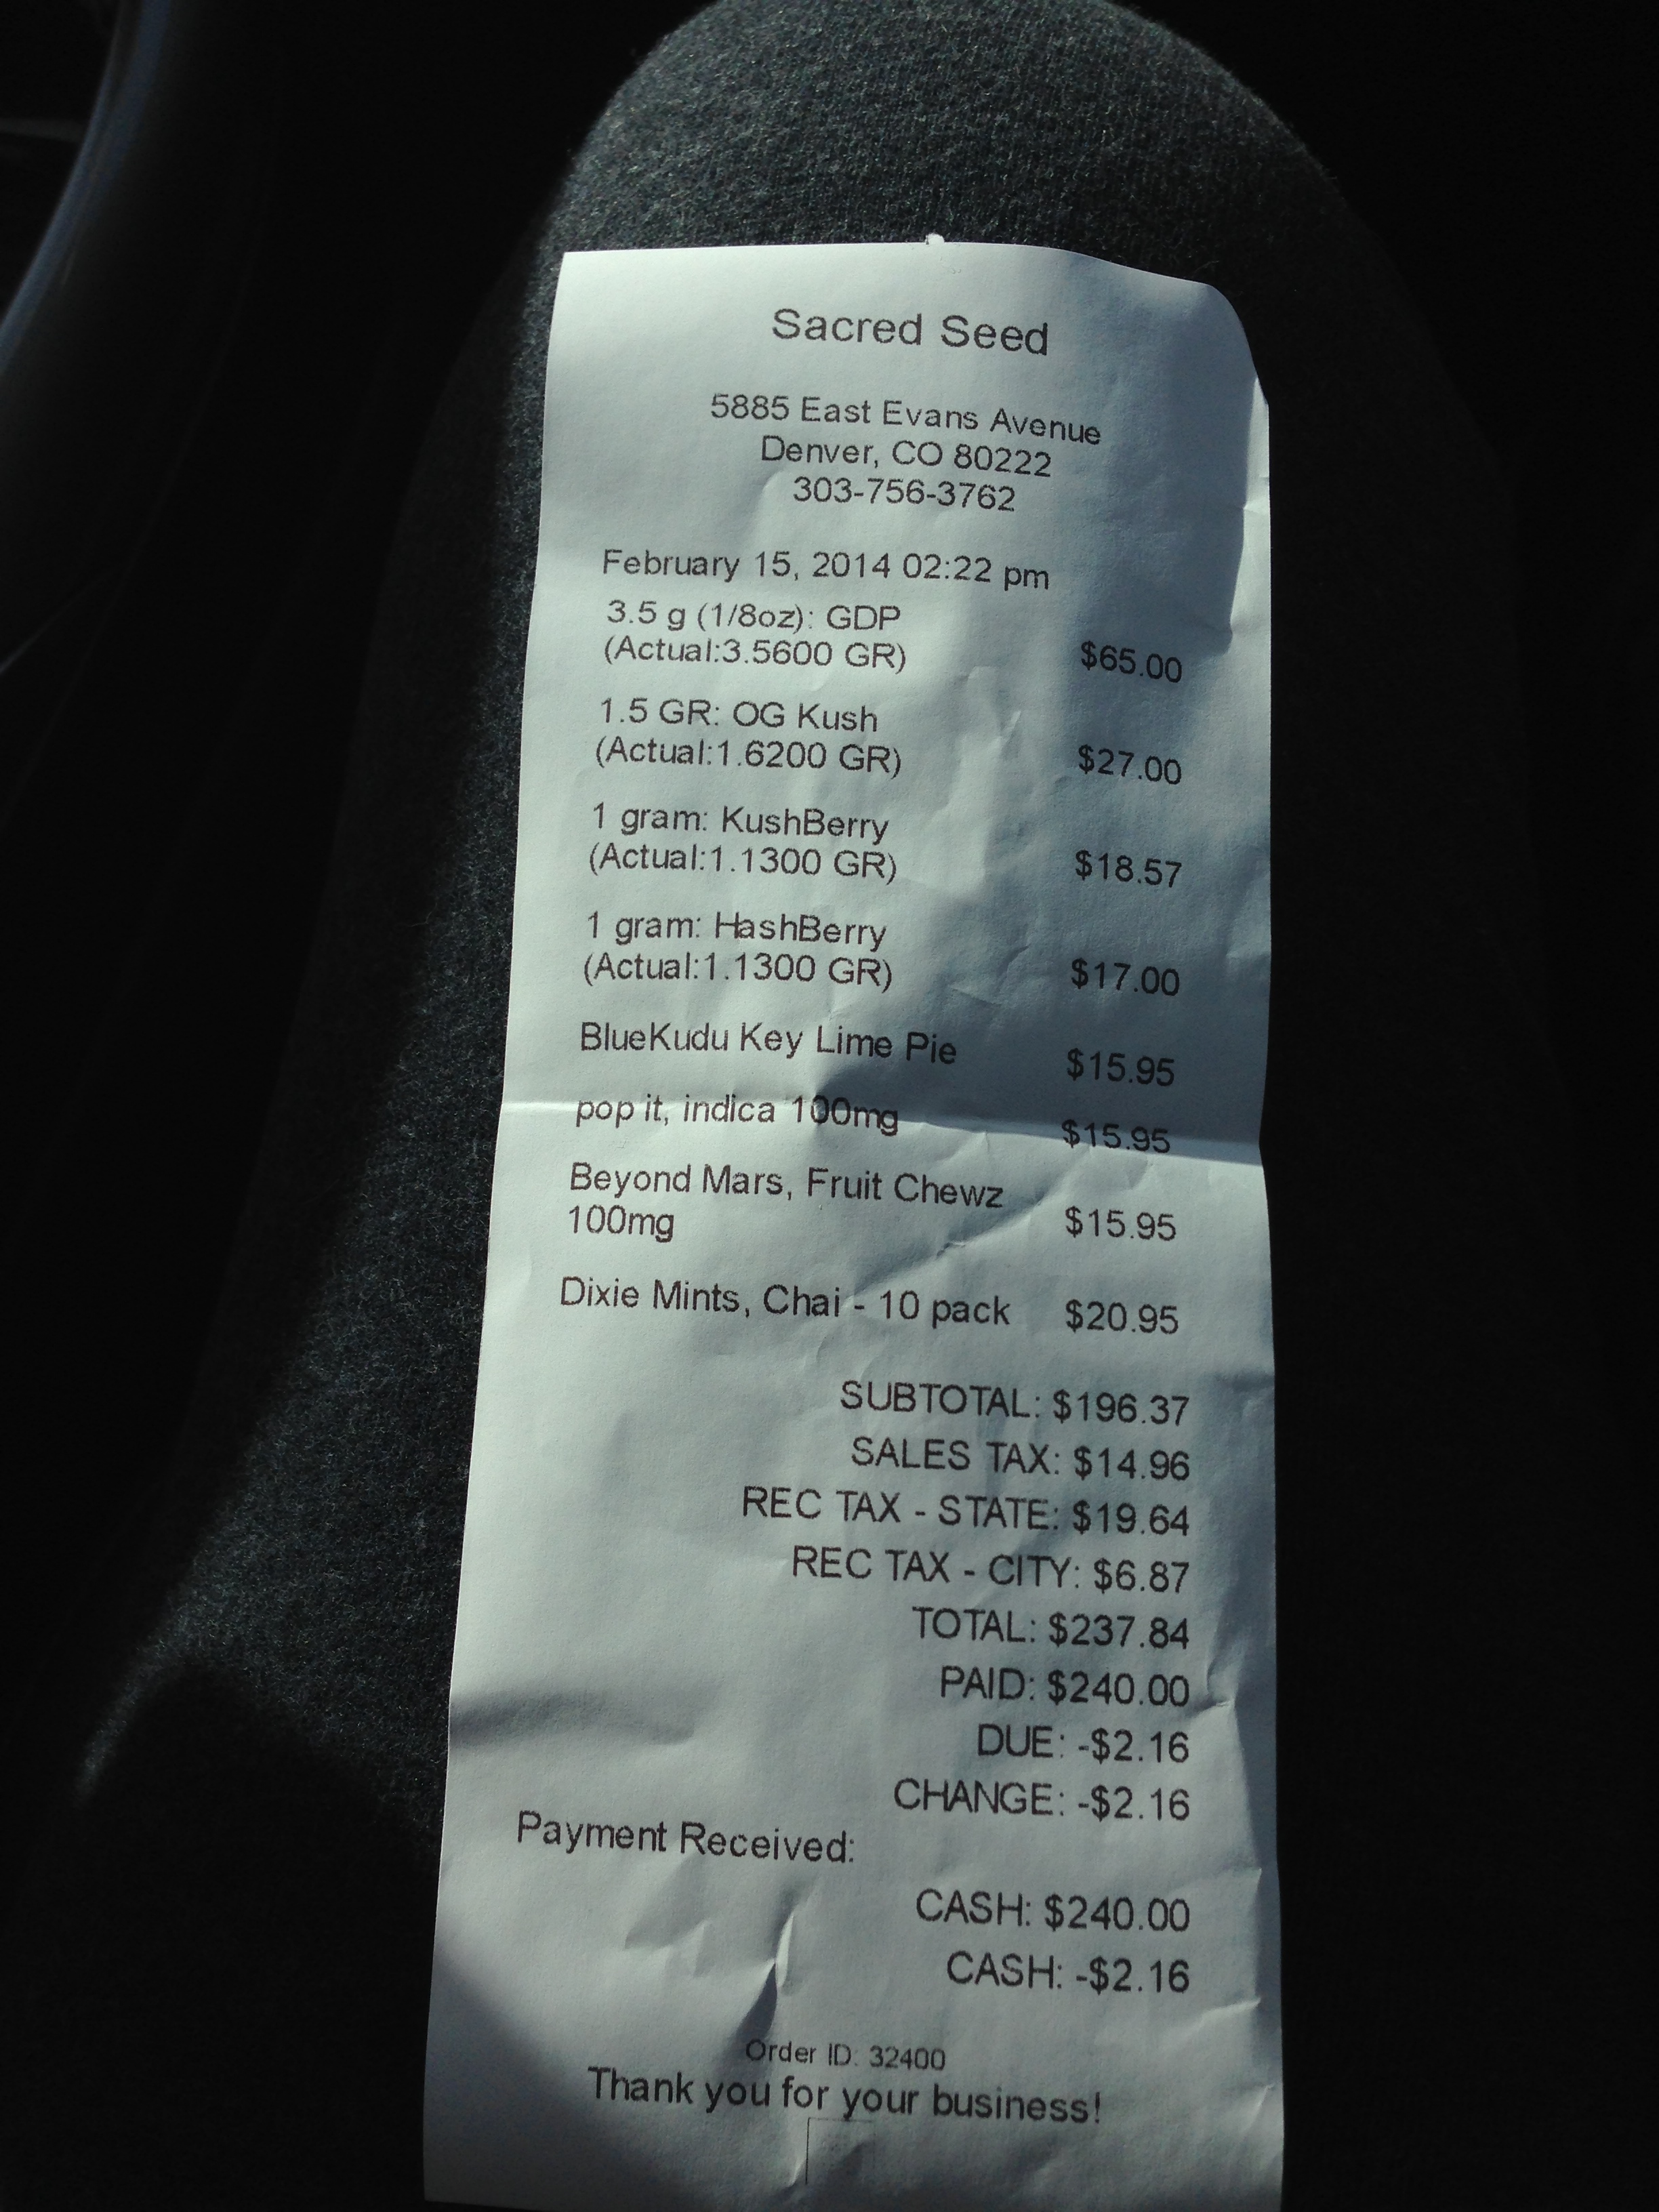 Sacred Seed
5885 East Evans Avenue
Denver, CO 80222
303-756-3762
February 15, 2014 02:22 pm
3.5 g (1/8oz): GDP
(Actual:3.5600 GR) $65.00
1.5 GR: OG Kush
(Actual:1.6200 GR) $27.00
1 gram: KushBerry
(Actual:1.1300 GR) $18.57
1 gram: HashBerry
(Actual:1.1300 GR) $17.00
BlueKudu Key Lime Pie $15.95
pop it, indica 100mg $15.95
Beyond Mars, Fruit Chewz
100mg $15.95
Dixie Mints, Chai - 10 pack $20.95
SUBTOTAL: $196.37
SALES TAX: $14.96
REC TAX - STATE: $19.64
REC TAX - CITY: $6.87
TOTAL: $237.84
PAID: $240.00
DUE: -$2.16
CHANGE: -$2.16
Payment Received:
CASH: $240.00
CASH: -$2.16
Order ID: 32400
Thank you for your business!